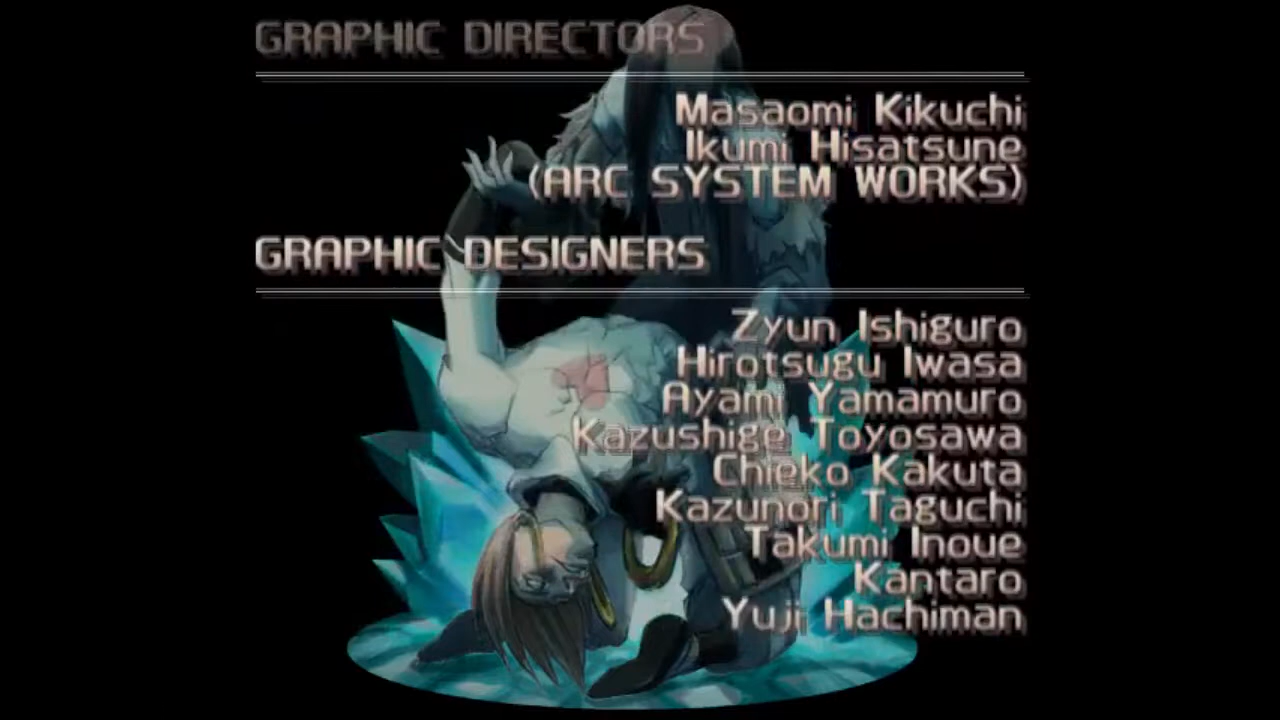 GRAPHIC DIRECTORS
Masaomi Kikuchi
Ikumi Hisatsune
(ARC SYSTEM WORKS)
GRAPHIC DESIGNERS
Zyun Ishiguro
Hirotsugu Iwasa
Ayami Yamamuro
Kazushige Toyosawa
Chieko Kakuta
Kazunori Taguchi
Takumi Inoue
Kantaro
Yuji Hachiman